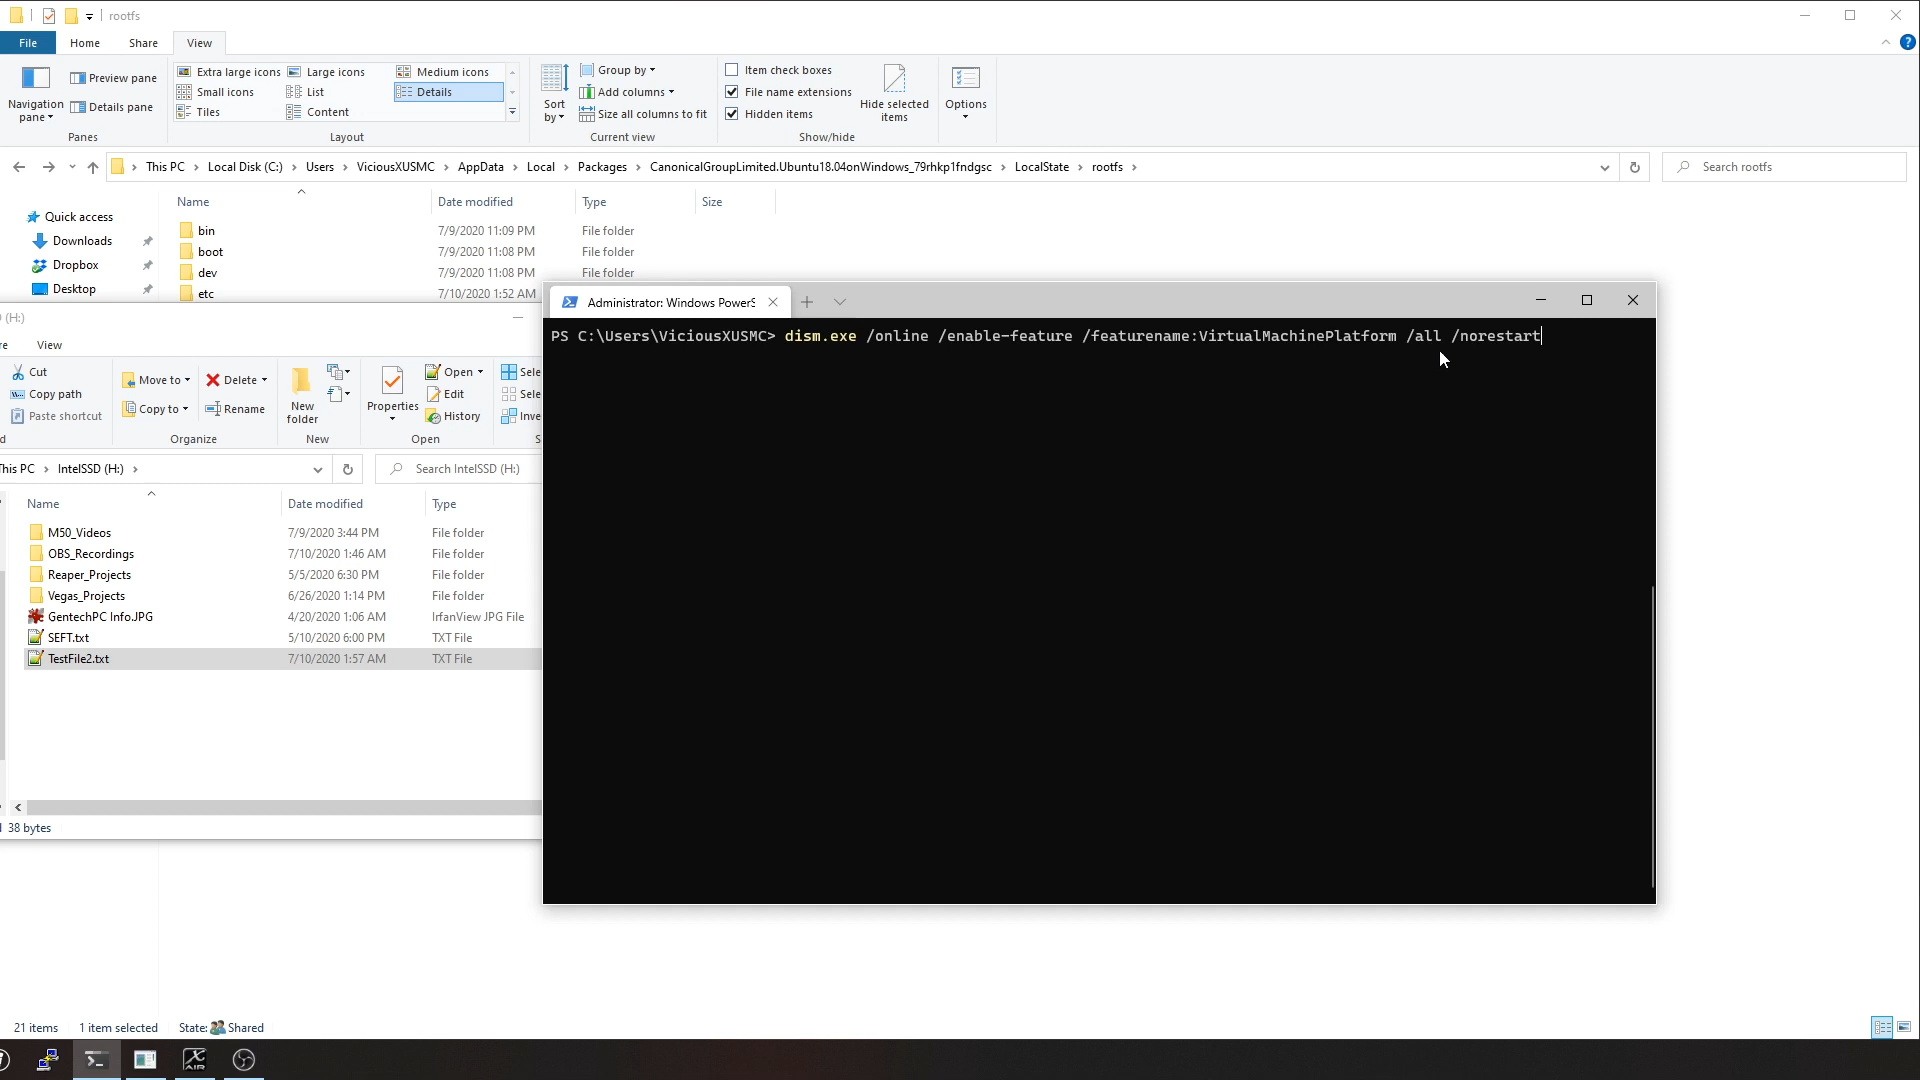 rootfs
File Home Share View
Navigation pane
Preview pane
Details pane
Panes
Extra large icons Large icons Medium icons
Small icons List Details
Tiles Content
Layout
Sort by
Group by
Add columns
Size all columns to fit
Current view
Item check boxes
File name extensions
Hidden items
Hide selected items
Show/hide
Options
This PC Local Disk (C:) Users ViciousXUSMC AppData Local Packages CanonicalGroupLimited.Ubuntu18.04onWindows_79rhkp1fndgsc LocalState rootfs
Search rootfs
Name Date modified Type Size
Quick access
Downloads
Dropbox
Desktop
bin 7/9/2020 11:09 PM File folder
boot 7/9/2020 11:08 PM File folder
dev 7/9/2020 11:08 PM File folder
etc 7/10/2020 1:52 AM
Administrator: Windows Power
PS C:\Users\ViciousXUSMC> dism.exe /online /enable-feature /featurename:VirtualMachinePlatform /all /norestart
(H:)
View
Cut
Copy path
Paste shortcut
Move to
Copy to
Delete
Rename
Organize
New folder
New
Properties
Open
Edit
History
Open
Sele
Sele
Inve
This PC IntelSSD (H:)
Search IntelSSD (H:)
Name Date modified Type
M50_Videos 7/9/2020 3:44 PM File folder
OBS_Recordings 7/10/2020 1:46 AM File folder
Reaper_Projects 5/5/2020 6:30 PM File folder
Vegas_Projects 6/26/2020 1:14 PM File folder
GentechPC Info.JPG 4/20/2020 1:06 AM IrfanView JPG File
SEFT.txt 5/10/2020 6:00 PM TXT File
TestFile2.txt 7/10/2020 1:57 AM TXT File
38 bytes
21 items 1 item selected State: Shared
X AIR